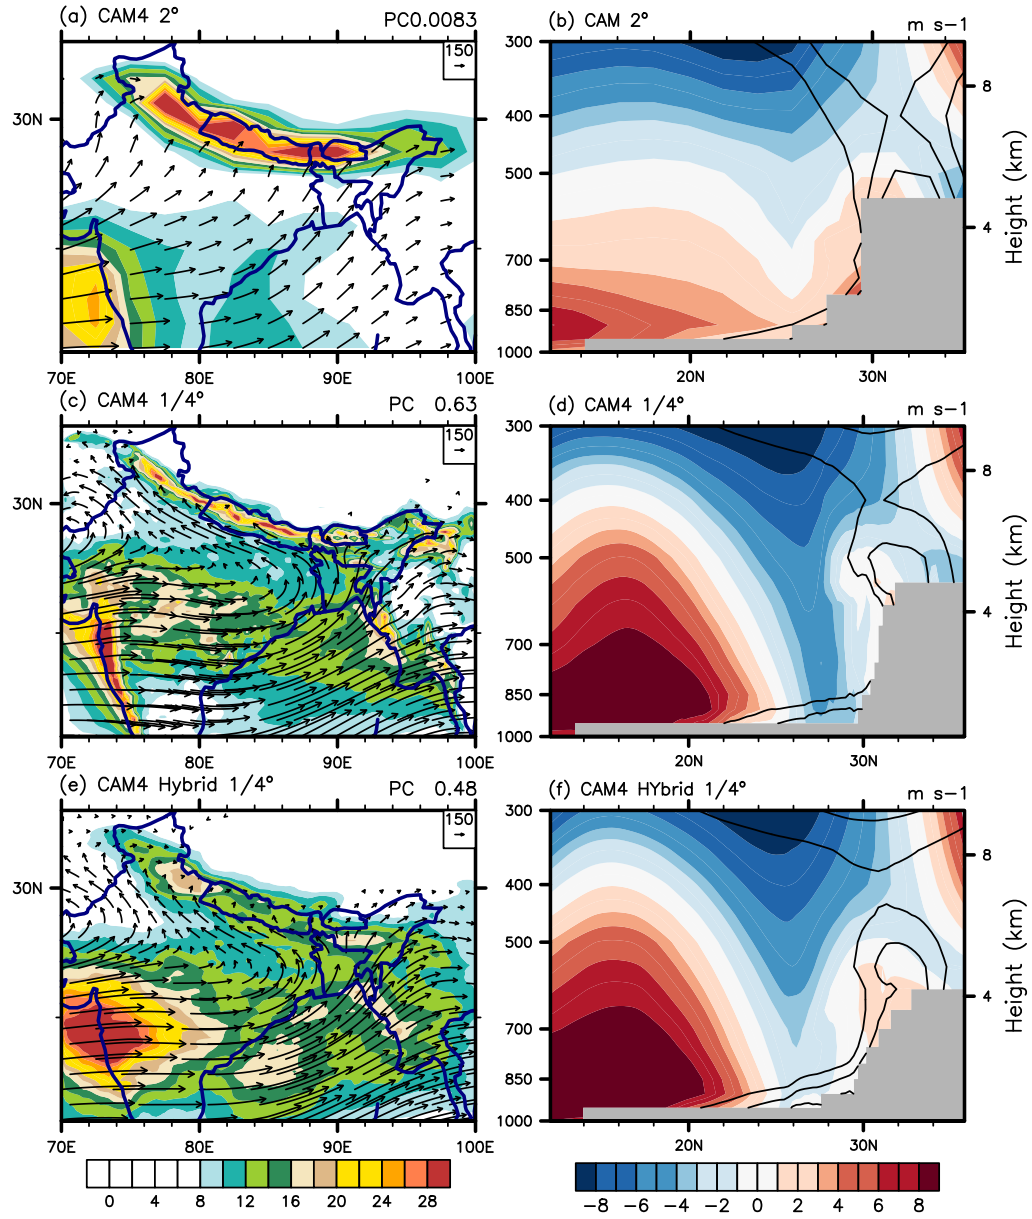 (a) CAM4 2° PC0.0083
150
30N
70E 80E 90E 100E
(b) CAM 2° m s−1
300
400
500
700
850
1000
20N 30N
8
4
Height (km)
(c) CAM4 1/4° PC 0.63
150
30N
70E 80E 90E 100E
(d) CAM4 1/4° m s−1
300
400
500
700
850
1000
20N 30N
8
4
Height (km)
(e) CAM4 Hybrid 1/4° PC 0.48
150
30N
70E 80E 90E 100E
(f) CAM4 HYbrid 1/4° m s−1
300
400
500
700
850
1000
20N 30N
8
4
Height (km)
0 4 8 12 16 20 24 28
−8 −6 −4 −2 0 2 4 6 8